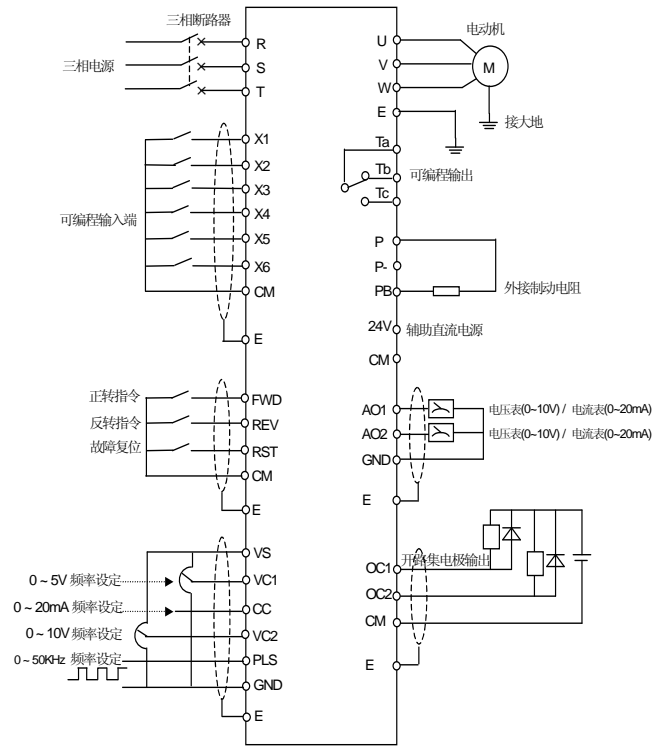 三相断路器
R
三相电源
S
T
X1
X2
X3
X4
可编程输入端
X5
X6
CM
E
正转指令
FWD
反转指令
REV
故障复位
RST
CM
E
VS
0 ~ 5V 频率设定
VC1
0 ~ 20mA 频率设定
CC
0 ~ 10V 频率设定
VC2
0 ~ 50KHz 频率设定
PLS
GND
E
电动机
U
V
M
W
E
接大地
Ta
Tb
可编程输出
Tc
P
P-
PB
外接制动电阻
24V
辅助直流电源
CM
AO1
电压表(0~10V) / 电流表(0~20mA)
AO2
电压表(0~10V) / 电流表(0~20mA)
GND
E
开路集电极输出
OC1
OC2
CM
E